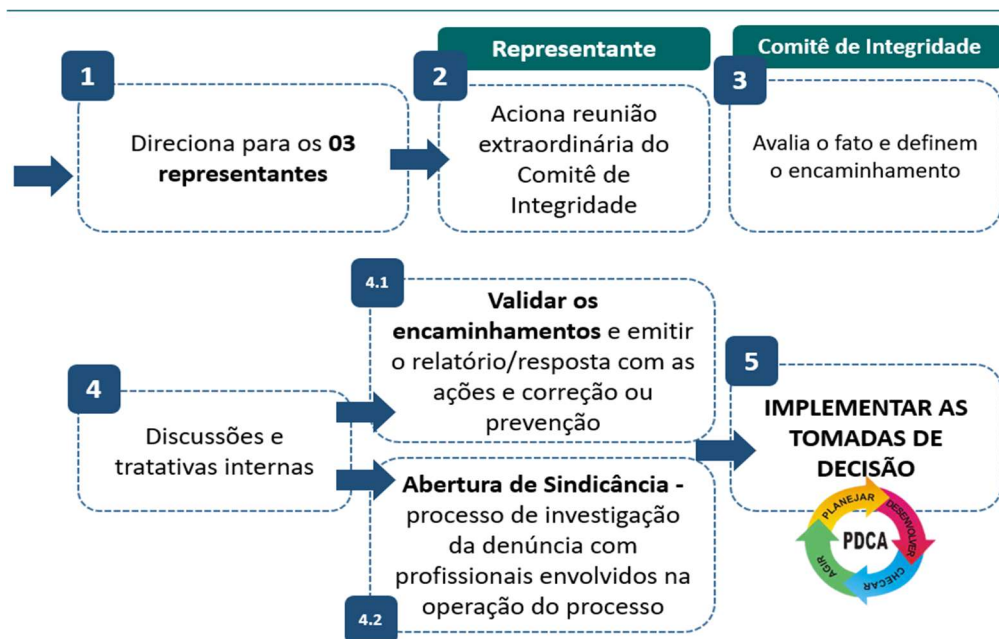 1
Direciona para os 03
representantes
Representante
2
Aciona reunião
extraordinária do
Comitê de
Integridade
Comitê de Integridade
3
Avalia o fato e definem
o encaminhamento
4
Discussões e
tratativas internas
4.1
Validar os
encaminhamentos e emitir
o relatório/resposta com as
ações e correção ou
prevenção
Abertura de Sindicância -
processo de investigação
da denúncia com
profissionais envolvidos na
operação do processo
4.2
5
IMPLEMENTAR AS
TOMADAS DE
DECISÃO
PLANEJAR
DESENVOLVER
CHECAR
AGIR
PDCA